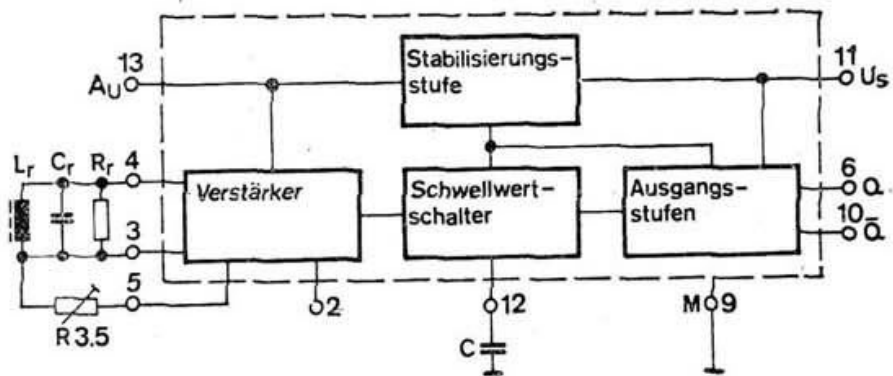 13
A_U
Stabilisierungs-
stufe
11
U_S
L_r
C_r
R_r
4
Verstärker
Schwellwert-
schalter
Ausgangs-
stufen
6
Q
3
10
Q̅
5
R3.5
2
12
C
M
9